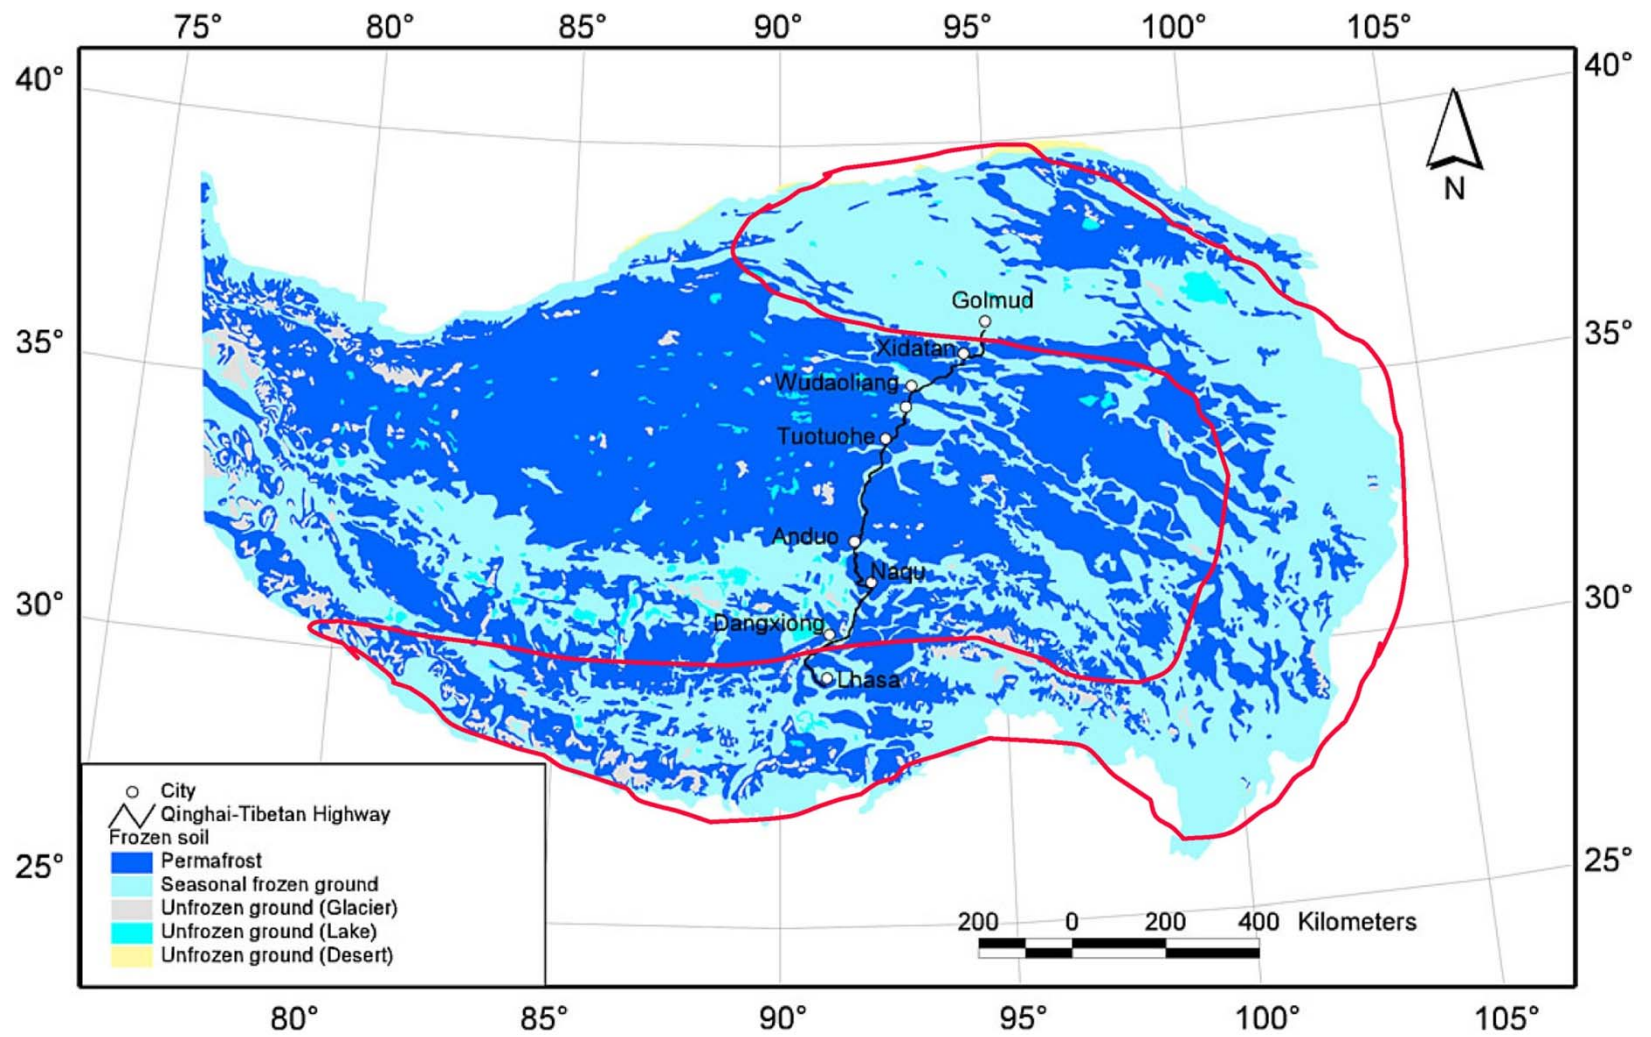 75° 80° 85° 90° 95° 100° 105°
40° 40°
N
Golmud
35° 35°
Xidatan
Wudaoliang
Tuotuohe
Anduo
Naqu
30° 30°
Dangxiong
Lhasa
City
Qinghai-Tibetan Highway
Frozen soil
Permafrost
25° 25°
Seasonal frozen ground
Unfrozen ground (Glacier)
Unfrozen ground (Lake)
Unfrozen ground (Desert)
200 0 200 400 Kilometers
80° 85° 90° 95° 100° 105°